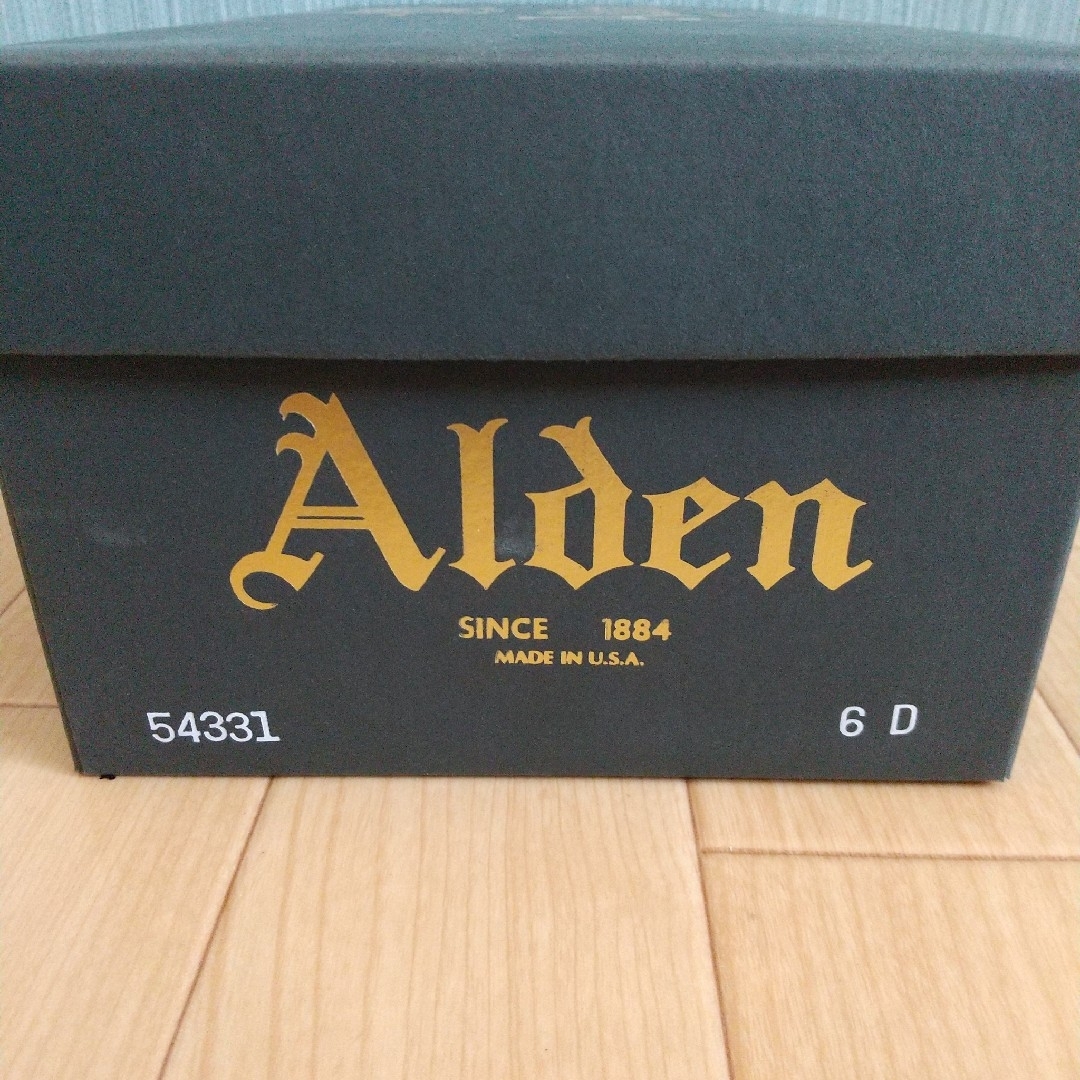 Alden
SINCE 1884
MADE IN U.S.A.
54331 6 D